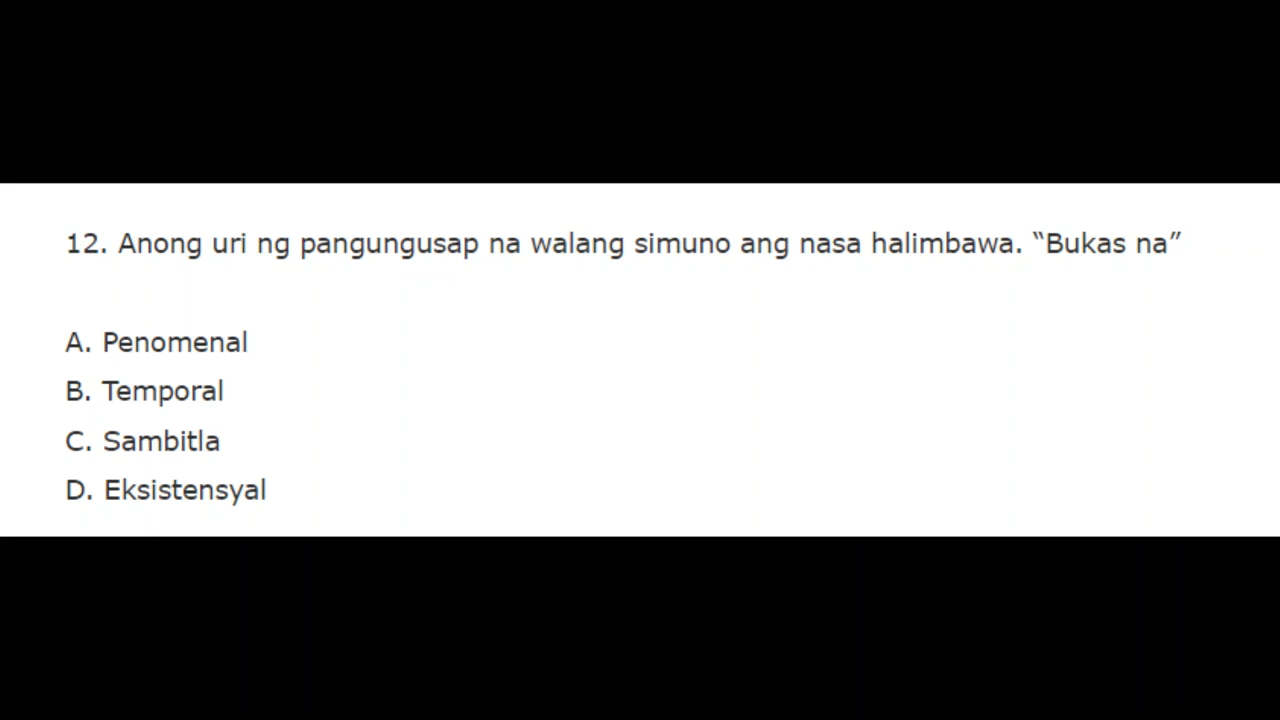 12. Anong uri ng pangungusap na walang simuno ang nasa halimbawa. “Bukas na”
A. Penomenal
B. Temporal
C. Sambitla
D. Eksistensyal